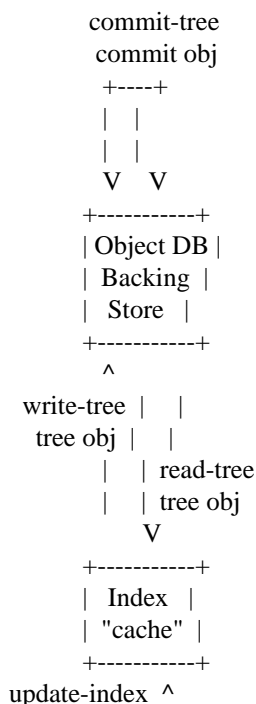 commit-tree
commit obj
+----+
| |
| |
V V
+-----------+
| Object DB |
| Backing |
| Store |
+-----------+
^
write-tree | |
tree obj | |
| | read-tree
| | tree obj
V
+-----------+
| Index |
| "cache" |
+-----------+
update-index ^